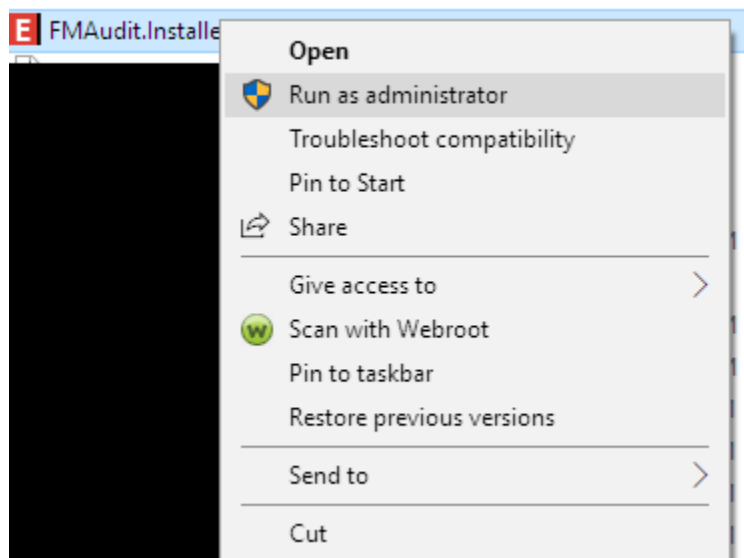 E FMAudit.Installe
Open
Run as administrator
Troubleshoot compatibility
Pin to Start
Share
Give access to
w Scan with Webroot
Pin to taskbar
Restore previous versions
Send to
Cut